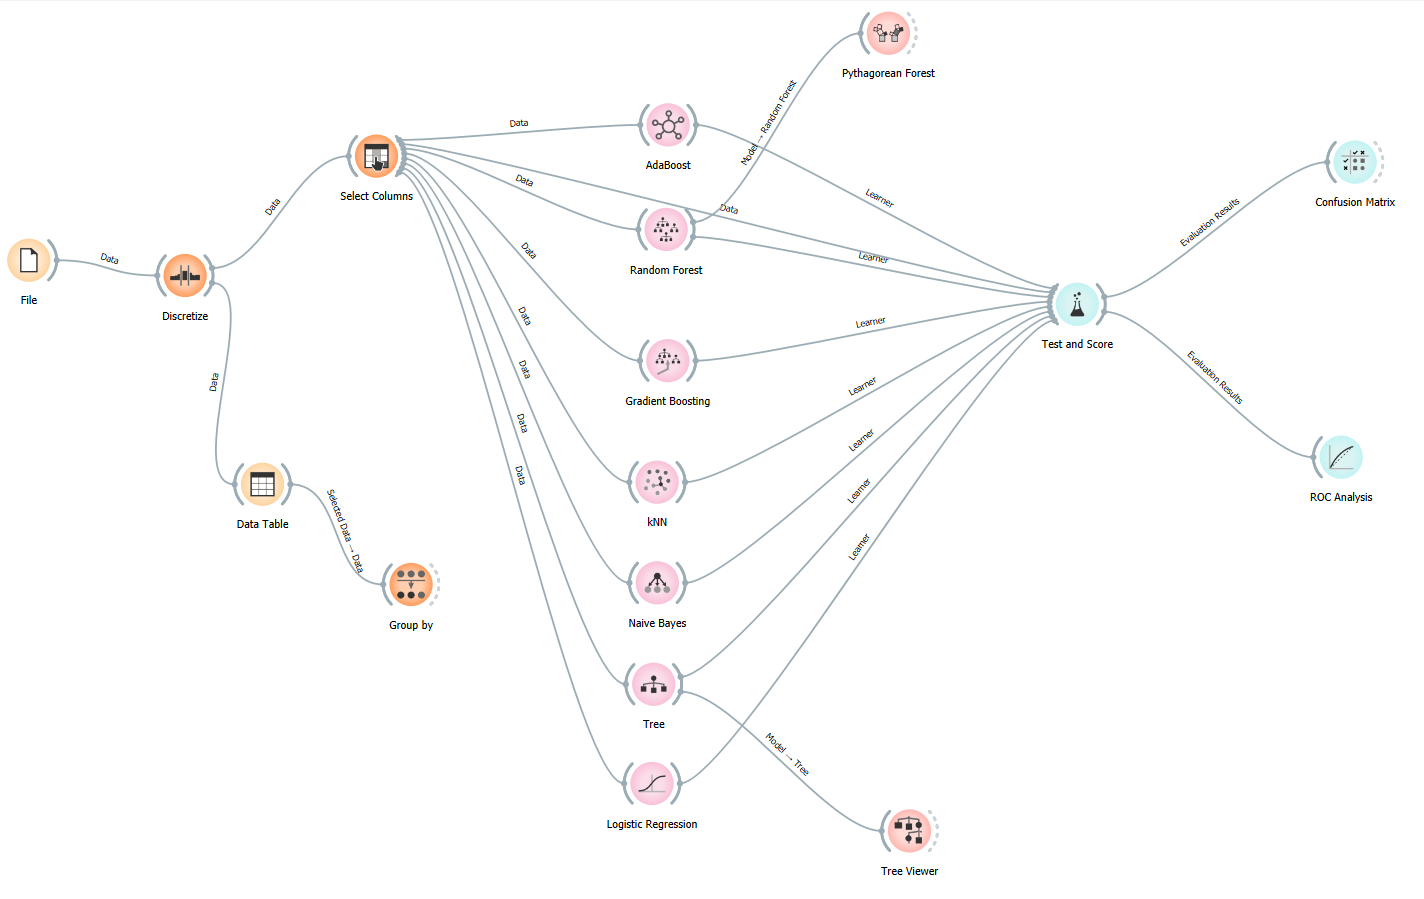 Pythagorean Forest
Model → Random Forest
Data
AdaBoost
Learner
Confusion Matrix
Select Columns
Data
Data
Data
Evaluation Results
Data
Random Forest
Learner
Data
File
Data
Discretize
Data
Learner
Test and Score
Evaluation Results
Data
Data
Gradient Boosting
Learner
Data
Learner
Data
Selected Data → Data
Data Table
kNN
Learner
ROC Analysis
Learner
Group by
Naive Bayes
Tree
Model → Tree
Logistic Regression
Tree Viewer